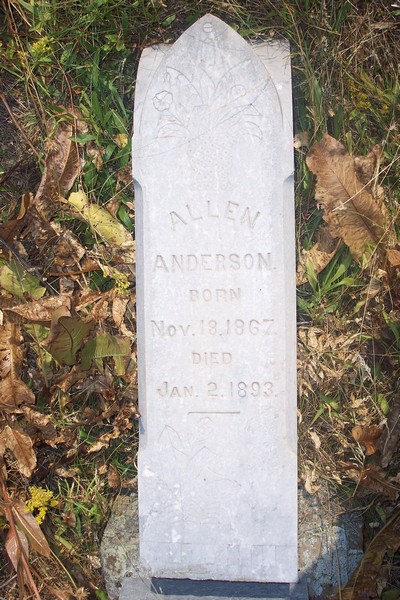 ALLEN
ANDERSON.
BORN
NOV. 18, 1867.
DIED
JAN. 2. 1893.